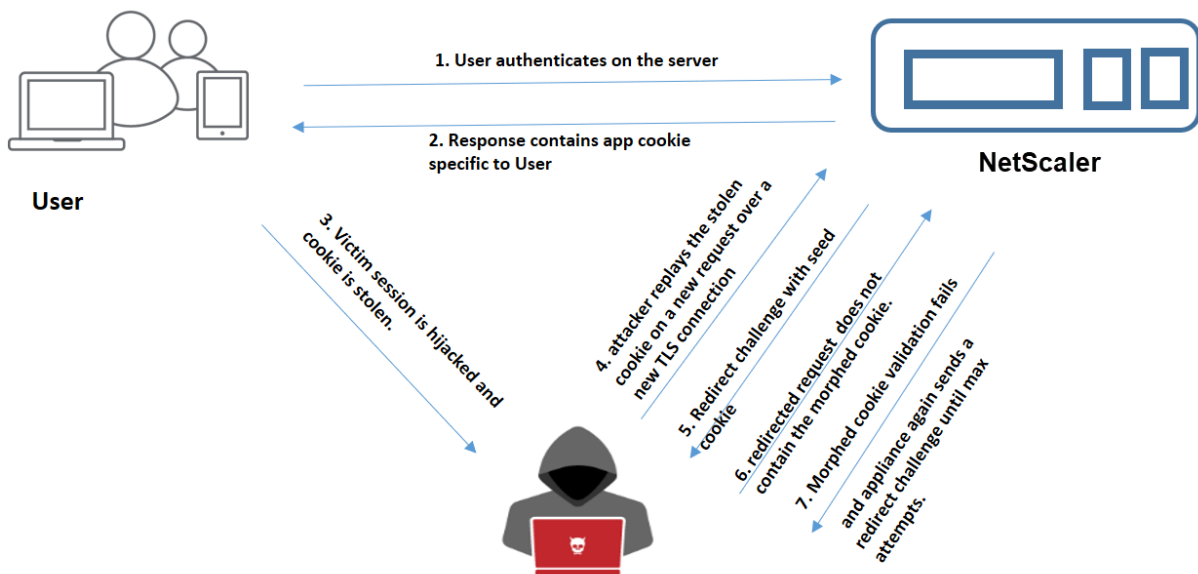 1. User authenticates on the server
2. Response contains app cookie
specific to User
NetScaler
User
3. Victim session is hijacked and
cookie is stolen.
4. attacker replays the stolen
cookie on a new request over a
new TLS connection
5. Redirect challenge with seed
cookie
6. redirected request does not
contain the morphed cookie.
7. Morphed cookie validation fails
and appliance again sends a
redirect challenge until max
attempts.